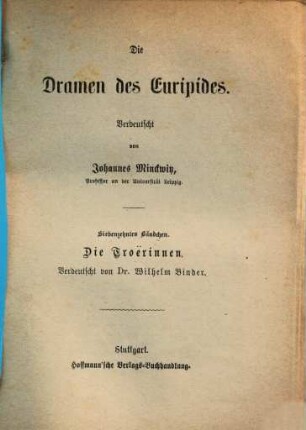 Die
Dramen des Euripides.
Verdeutscht
von
Johannes Minckwitz,
Professor an der Universität Leipzig.
Siebenzehntes Bändchen.
Die Troërinnen.
Verdeutscht von Dr. Wilhelm Binder.
Stuttgart.
Hoffmann'sche Verlags-Buchhandlung.